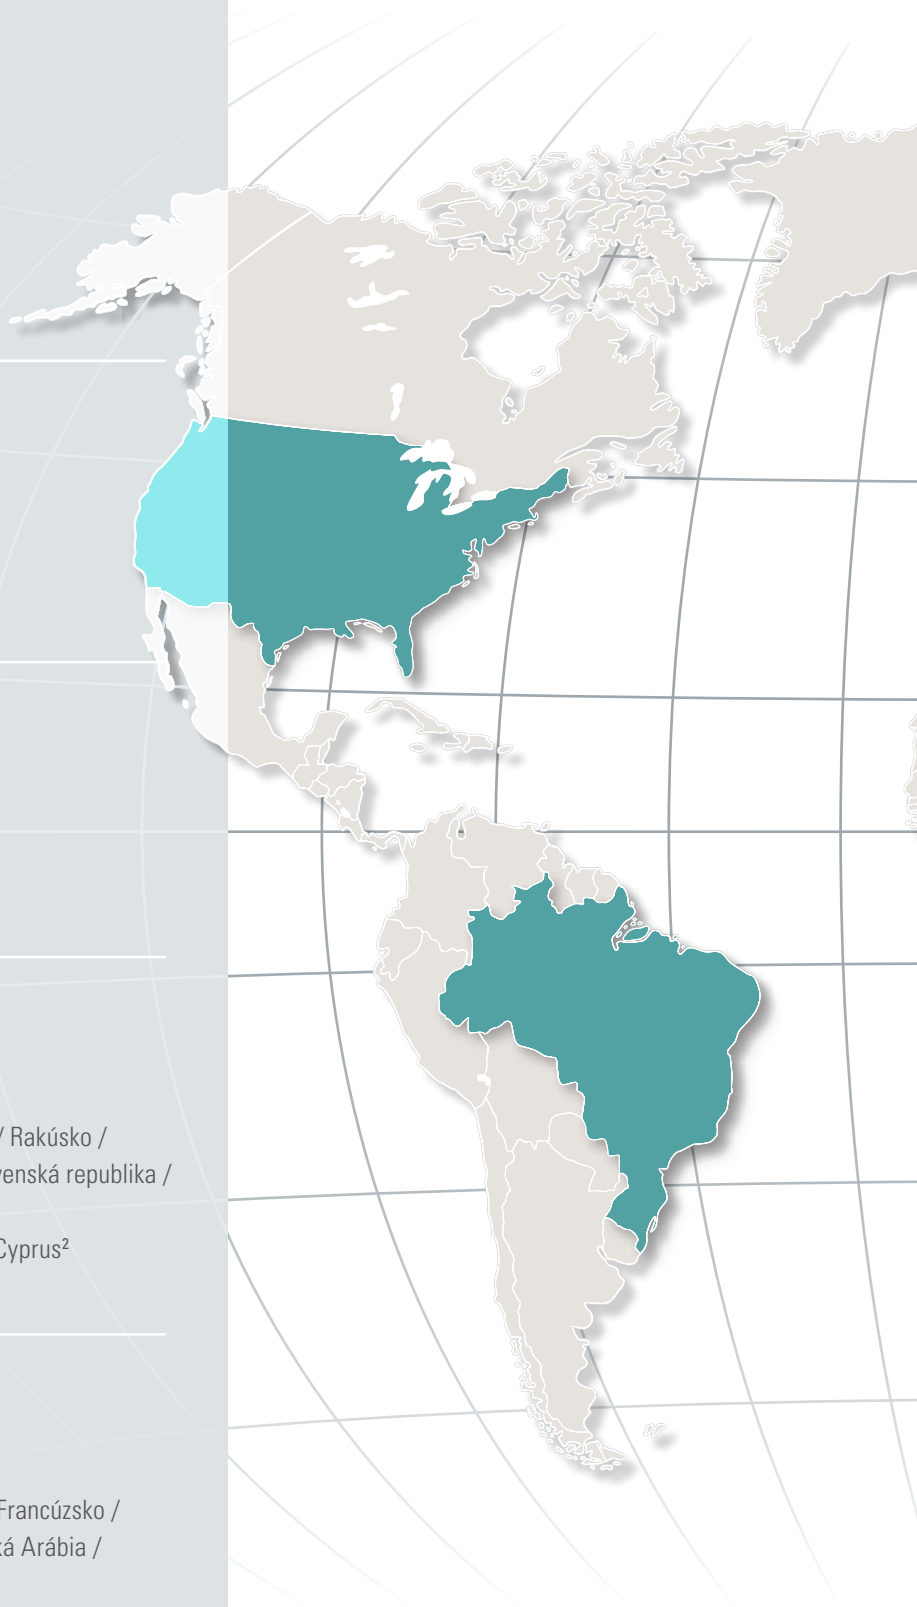 / Rakúsko /
venská republika /
Cyprus²
Francúzsko /
ká Arábia /